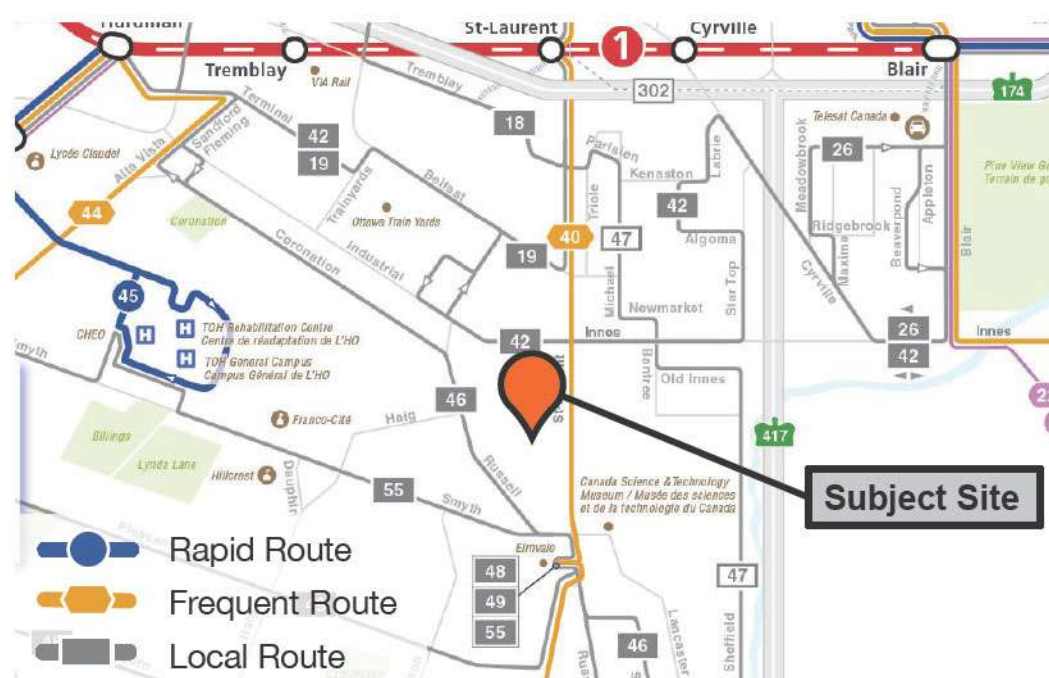 St-Laurent
Cyrville
1
Tremblay
VIA Rail
Tremblay
302
Blair
174
Terminal
Sandford
Fleming
42
19
18
Parisien
Labrie
Telesat Canada
Meadowbrook
26
Lycée Claudel
Alta Vista
Trainyards
Belfast
Kenaston
Triole
42
Appleton
Beaverpond
Ridgebrook
Maxime
44
Coronation
Ottawa Train Yards
40
47
Algoma
Blair
Coronation
Industrial
19
Michael
Star Top
Cyrville
45
Newmarket
CHEO
H
H
H
TOH Rehabilitation Centre
Centre de réadaptation de L'HO
TOH General Campus
Campus Général de L'HO
42
Innes
26
42
Innes
Bantree
Old Innes
46
Franco-Cité
Haig
417
Billings
Lynda Lane
Hillcrest
Dauphin
Russell
55
Smyth
Canada Science & Technology
Museum / Musée des sciences
et de la technologie du Canada
Subject Site
Elmvale
48
49
55
47
46
Lancaster
Sheffield
Rapid Route
Frequent Route
Local Route